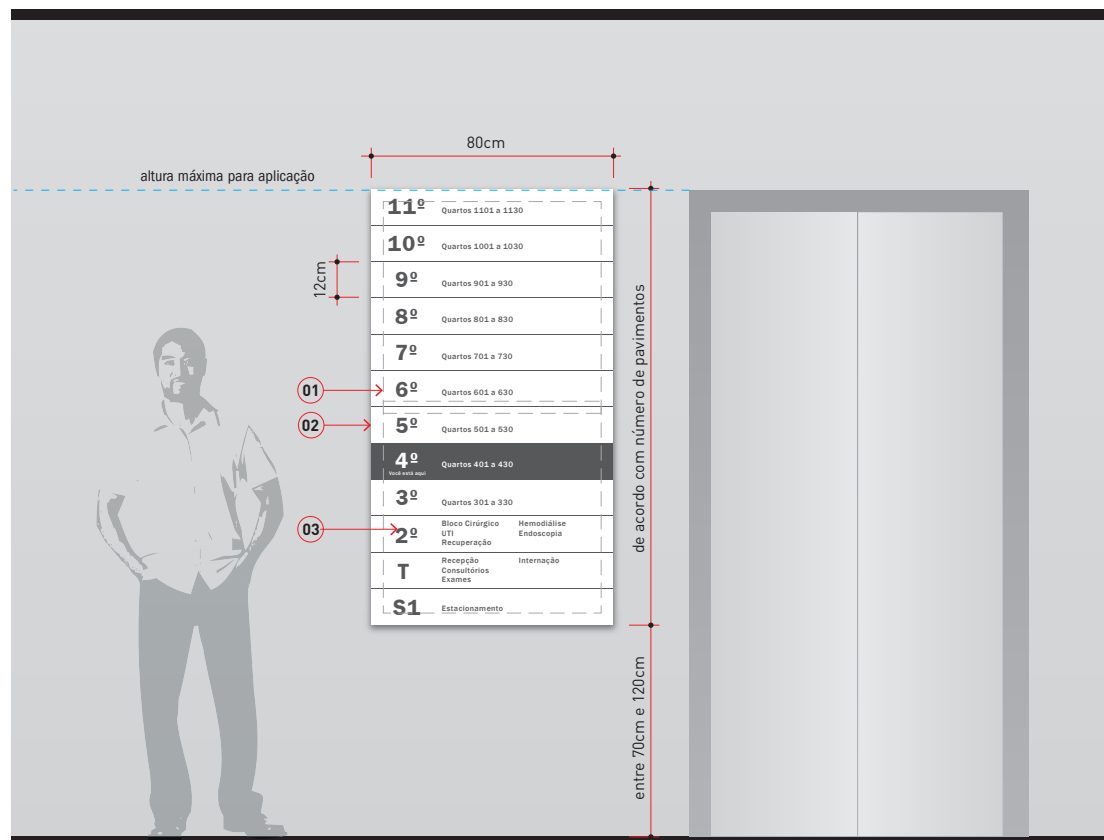 80cm
altura máxima para aplicação
11º Quartos 1101 a 1130
10º Quartos 1001 a 1030
12cm
9º Quartos 901 a 930
8º Quartos 801 a 830
7º Quartos 701 a 730
01
6º Quartos 601 a 630
02
5º Quartos 501 a 530
4º Quartos 401 a 430
Você está aqui
3º Quartos 301 a 330
03
2º
Bloco Cirúrgico Hemodiálise
UTI Endoscopia
Recuperação
T
Recepção Internação
Consultórios
Exames
S1 Estacionamento
de acordo com número de pavimentos
entre 70cm e 120cm